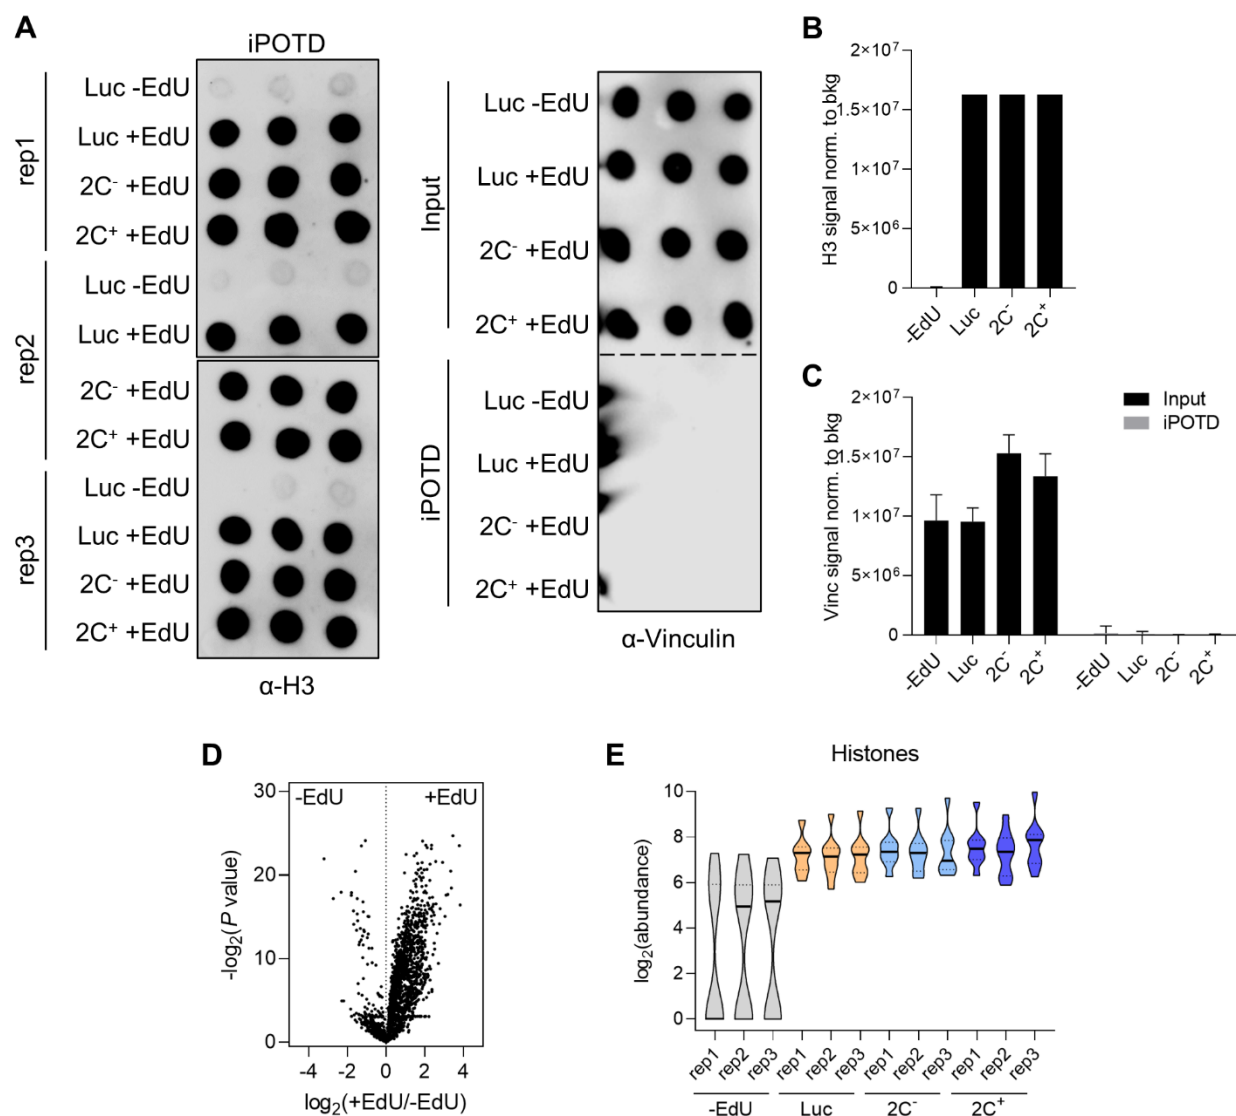 A
iPOTD
rep1
Luc -EdU
Luc +EdU
2C⁻ +EdU
2C⁺ +EdU
rep2
Luc -EdU
Luc +EdU
2C⁻ +EdU
2C⁺ +EdU
rep3
Luc -EdU
Luc +EdU
2C⁻ +EdU
2C⁺ +EdU
α-H3
Input
Luc -EdU
Luc +EdU
2C⁻ +EdU
2C⁺ +EdU
iPOTD
Luc -EdU
Luc +EdU
2C⁻ +EdU
2C⁺ +EdU
α-Vinculin
B
H3 signal norm. to bkg
2×10⁷
1.5×10⁷
1×10⁷
5×10⁶
0
-EdU
Luc
2C⁻
2C⁺
C
Vinc signal norm. to bkg
2×10⁷
1.5×10⁷
1×10⁷
5×10⁶
0
Input
iPOTD
-EdU
Luc
2C⁻
2C⁺
-EdU
Luc
2C⁻
2C⁺
D
-log₂(P value)
30
20
10
0
-EdU
+EdU
-4 -2 0 2 4
log₂(+EdU/-EdU)
E
Histones
log₂(abundance)
10
8
6
4
2
0
rep1 rep2 rep3 rep1 rep2 rep3 rep1 rep2 rep3 rep1 rep2 rep3
-EdU Luc 2C⁻ 2C⁺